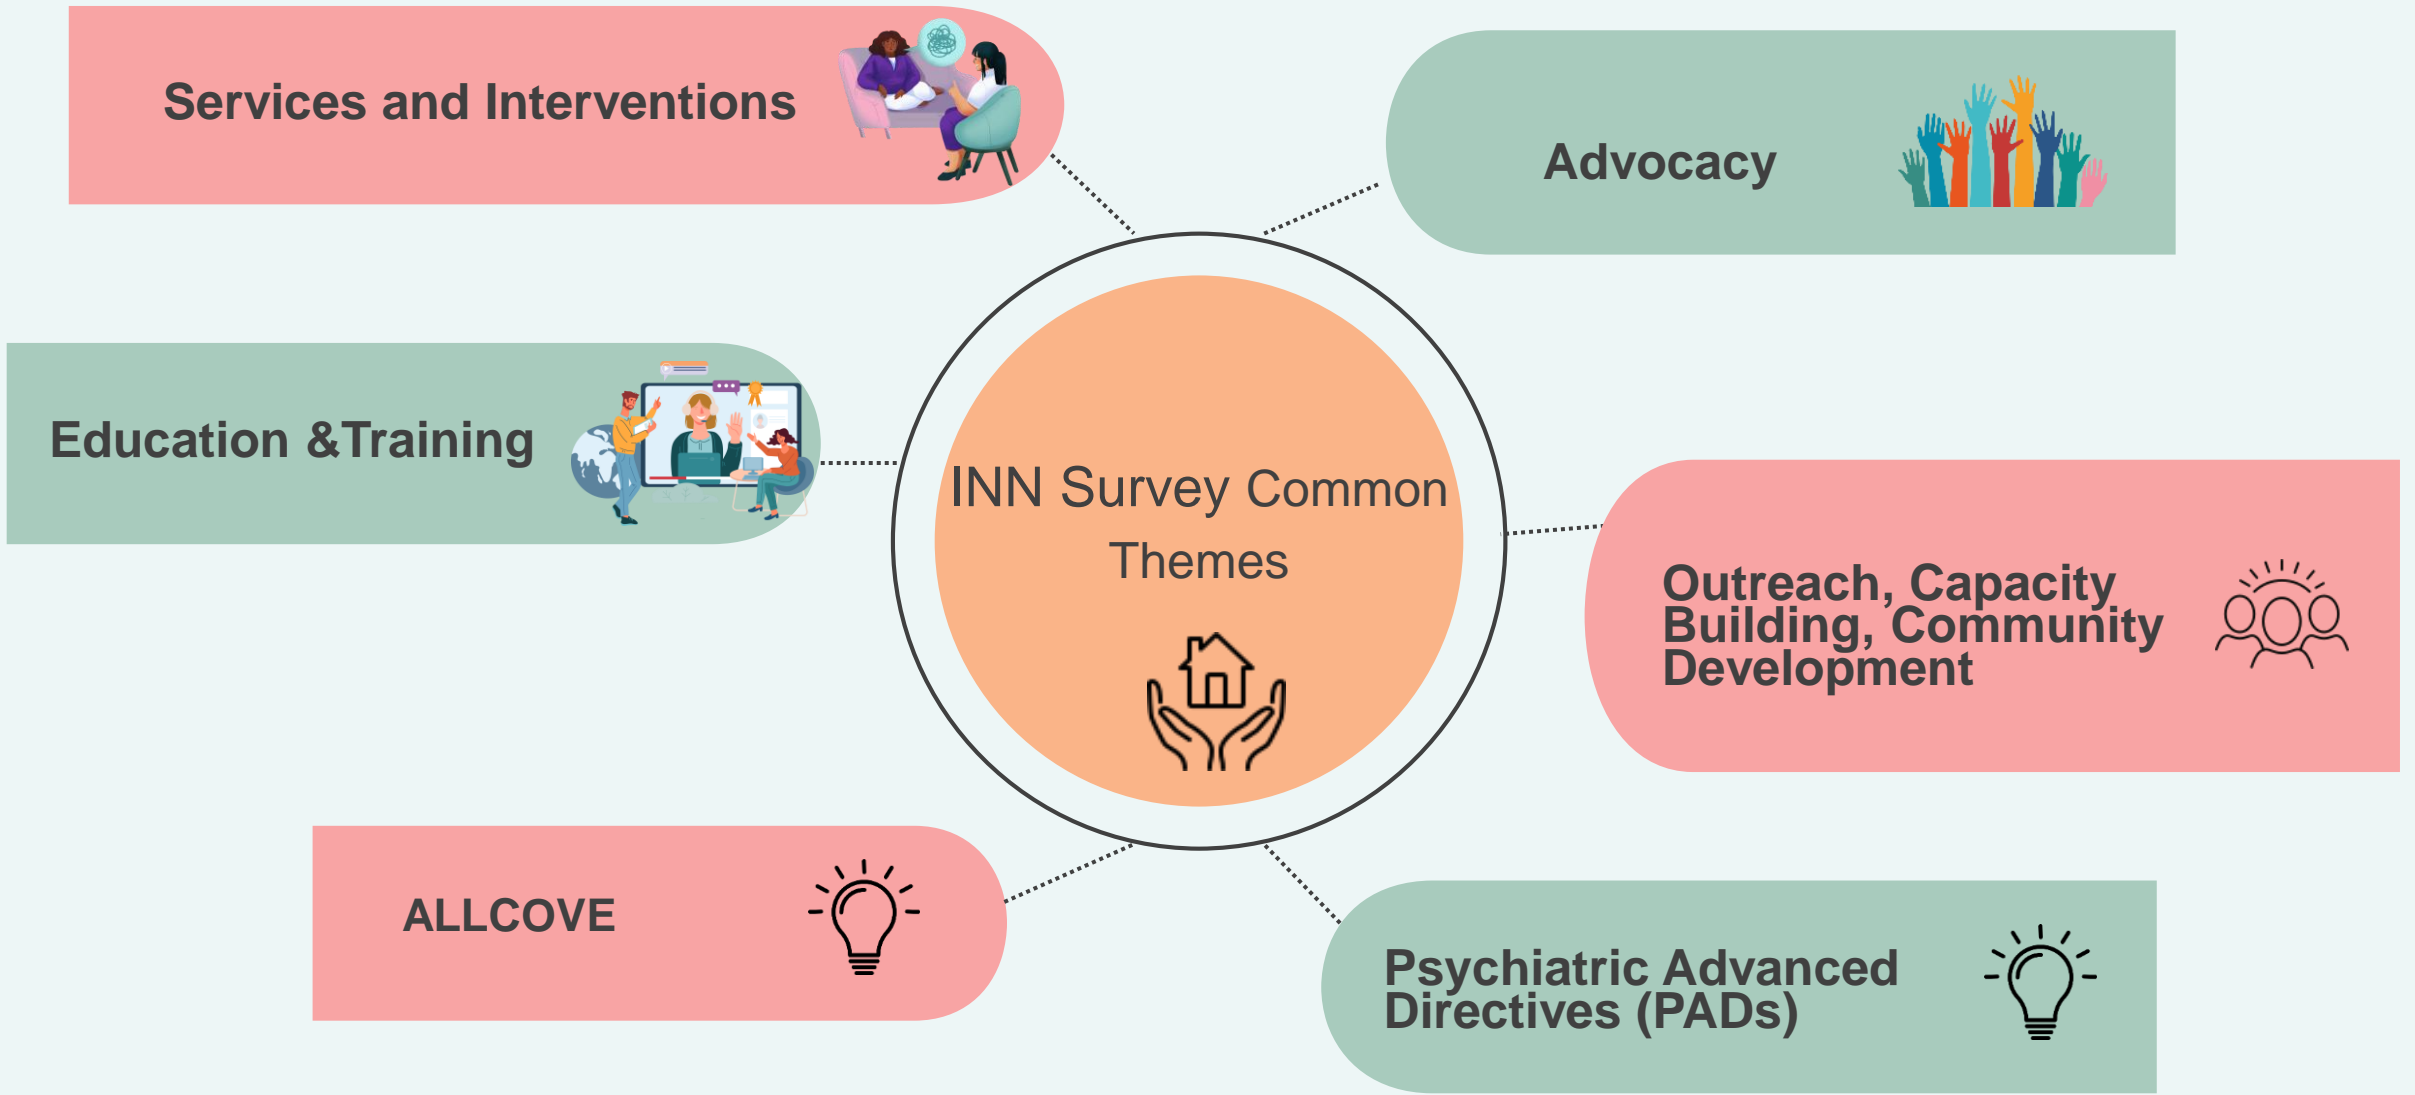 Services and Interventions
Advocacy
Education &Training
INN Survey Common
Themes
Outreach, Capacity
Building, Community
Development
ALLCOVE
Psychiatric Advanced
Directives (PADs)